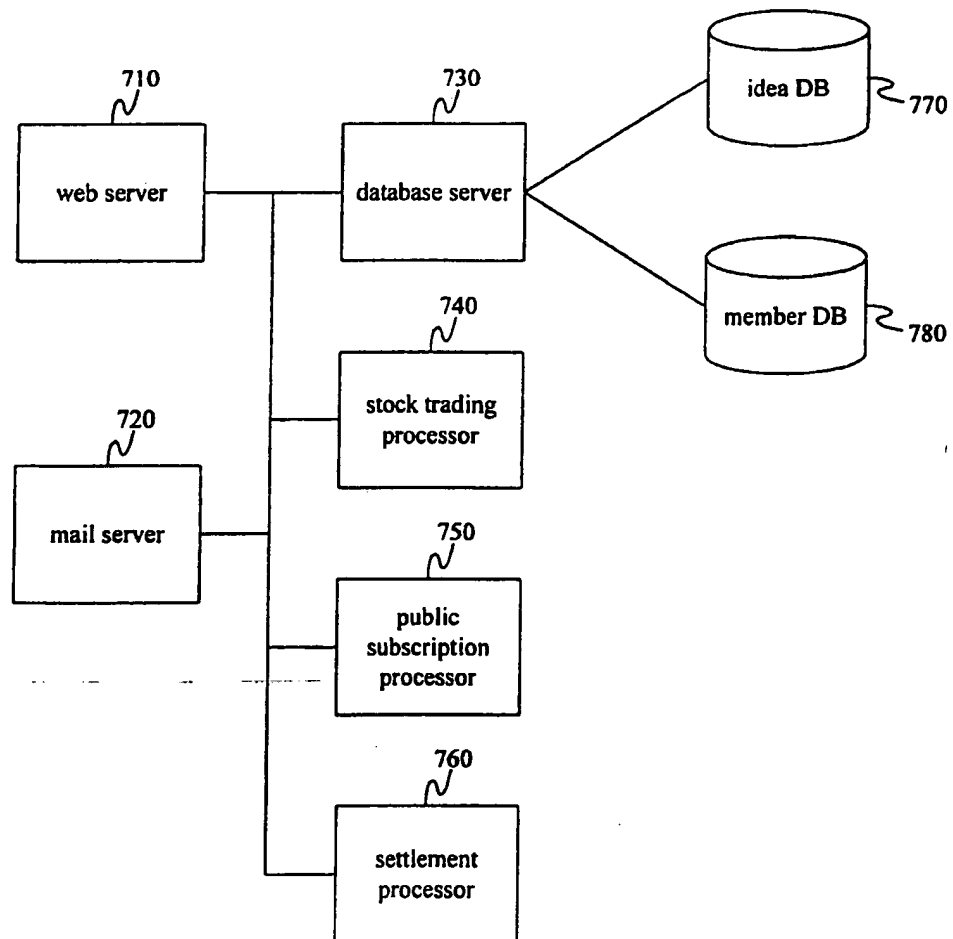 710
web server
730
database server
idea DB
770
member DB
780
740
stock trading
processor
720
mail server
750
public
subscription
processor
760
settlement
processor